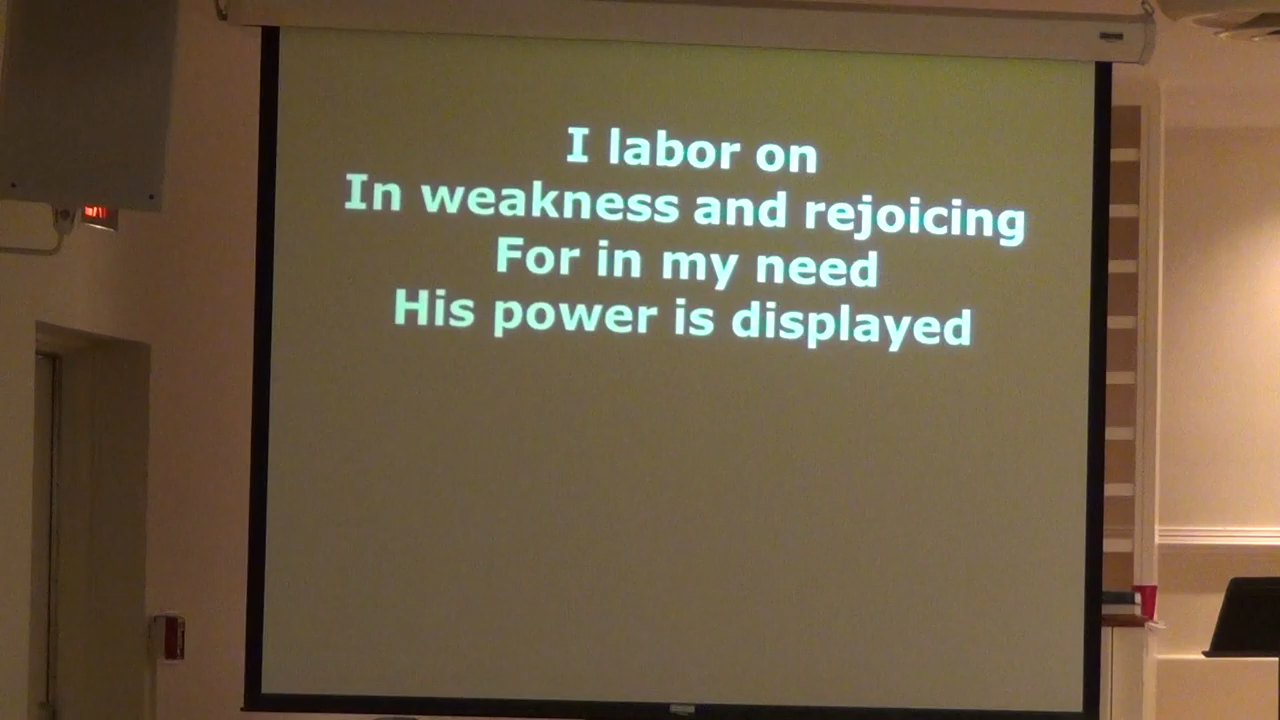 I labor on
In weakness and rejoicing
For in my need
His power is displayed